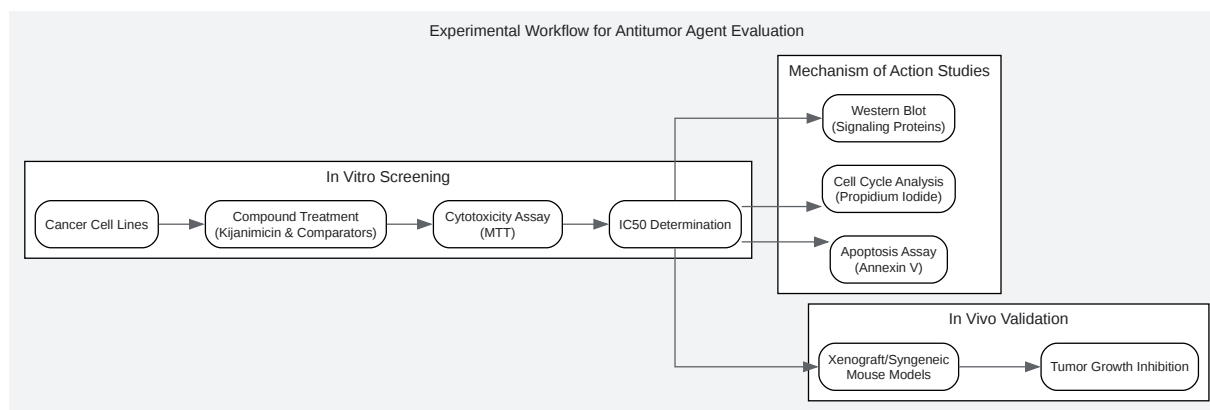 Experimental Workflow for Antitumor Agent Evaluation
In Vitro Screening
Cancer Cell Lines
Compound Treatment
(Kijanimicin & Comparators)
Cytotoxicity Assay
(MTT)
IC50 Determination
Mechanism of Action Studies
Western Blot
(Signaling Proteins)
Cell Cycle Analysis
(Propidium Iodide)
Apoptosis Assay
(Annexin V)
In Vivo Validation
Xenograft/Syngeneic
Mouse Models
Tumor Growth Inhibition